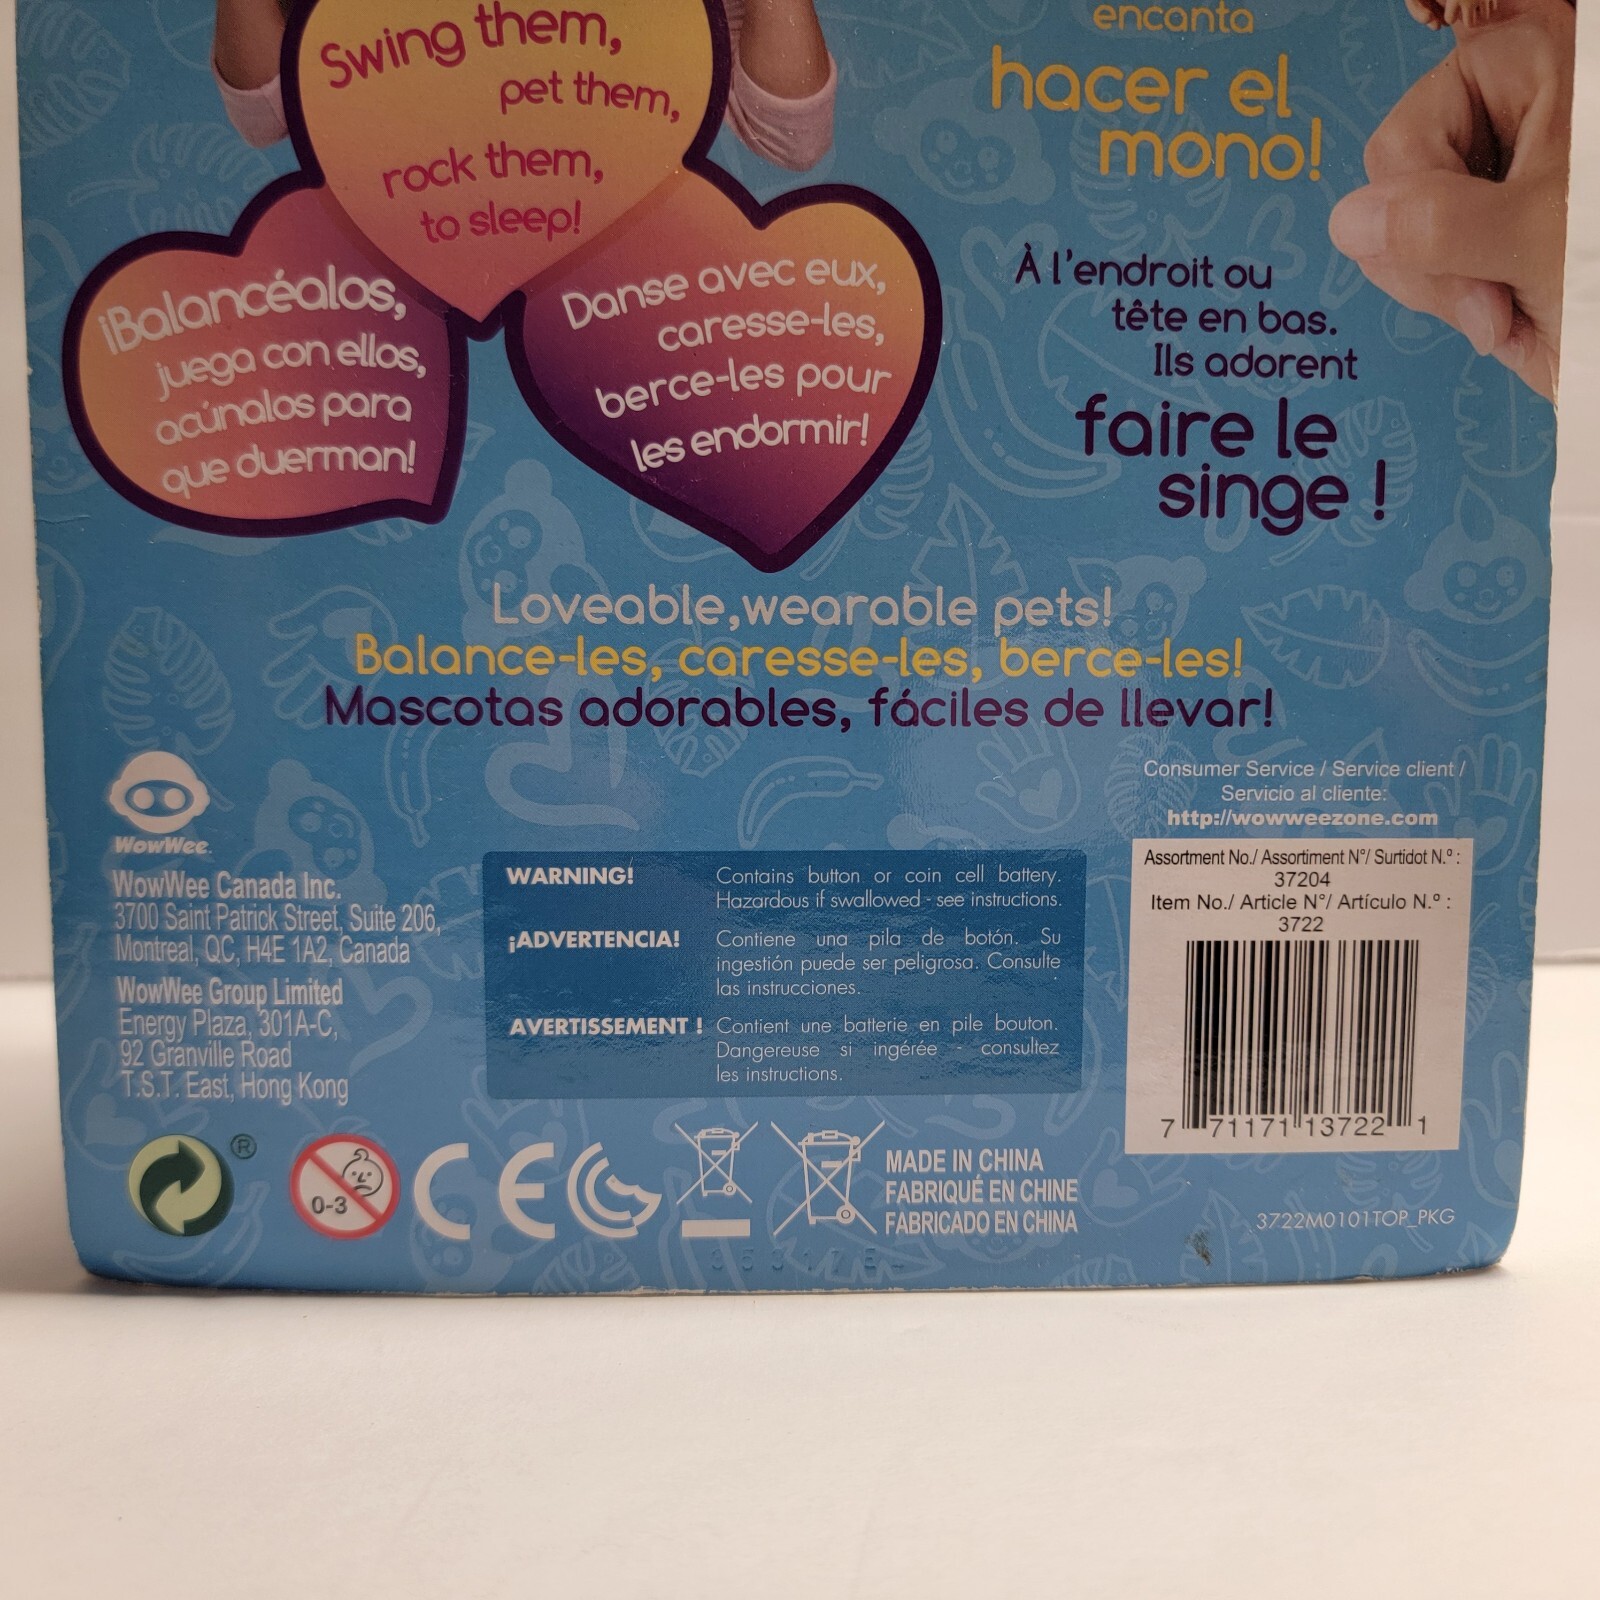 Swing them,
pet them,
rock them,
to sleep!
¡Balancéalos,
juega con ellos,
acúnalos para
que duerman!
Danse avec eux,
caresse-les,
berce-les pour
les endormir!
encanta
hacer el
mono!
À l'endroit ou
tête en bas.
Ils adorent
faire le
singe !
Loveable, wearable pets!
Balance-les, caresse-les, berce-les!
Mascotas adorables, fáciles de llevar!
WowWee
WowWee Canada Inc.
3700 Saint Patrick Street, Suite 206,
Montreal, QC, H4E 1A2, Canada
WowWee Group Limited
Energy Plaza, 301A-C,
92 Granville Road
T.S.T. East, Hong Kong
WARNING! Contains button or coin cell battery.
Hazardous if swallowed - see instructions.
¡ADVERTENCIA! Contiene una pila de botón. Su
ingestión puede ser peligrosa. Consulte
las instrucciones.
AVERTISSEMENT ! Contient une batterie en pile bouton.
Dangereuse si ingérée - consultez
les instructions.
Consumer Service / Service client /
Servicio al cliente:
http://wowweezone.com
Assortment No./ Assortiment N°/ Surtidot N.º :
37204
Item No./ Article N°/ Artículo N.º :
3722
7 71171 13722 1
®
0-3
CE
MADE IN CHINA
FABRIQUÉ EN CHINE
FABRICADO EN CHINA
3722M0101TOP_PKG